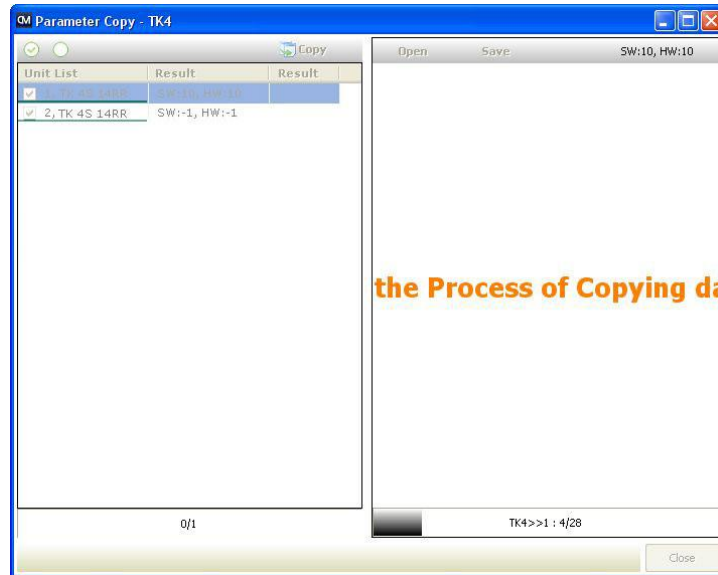 Parameter Copy - TK4
Copy
Open Save SW:10, HW:10
Unit List Result Result
1, TK 4S 14RR SW:10, HW:10
2, TK 4S 14RR SW:-1, HW:-1
the Process of Copying da
0/1
TK4>>1 : 4/28
Close